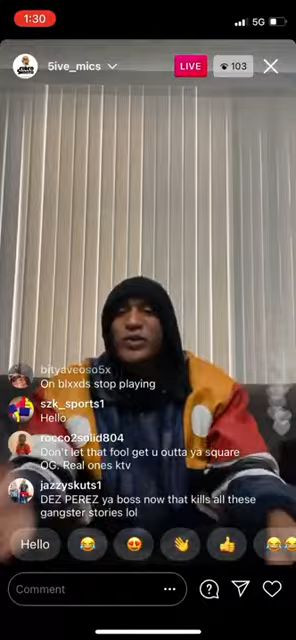 1:30
5G
5ive_mics
LIVE
103
bityaveoso5x
On blxxds stop playing
szk_sports1
Hello
rocco2solid804
Don't let that fool get u outta ya square
OG. Real ones ktv
jazzyskuts1
DEZ PEREZ ya boss now that kills all these
gangster stories lol
Hello
Comment